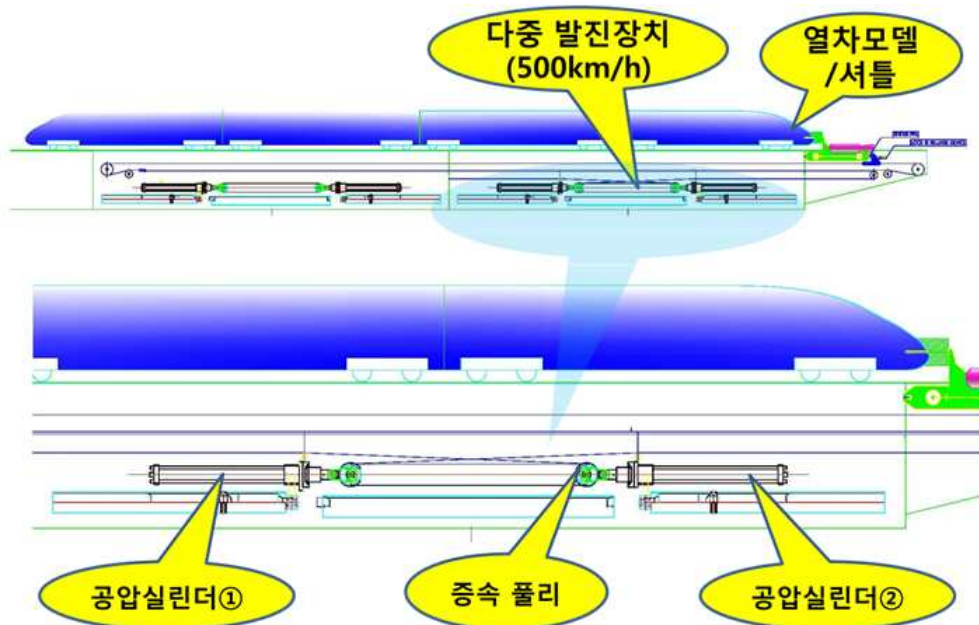 다중 발진장치
(500km/h)
열차모델
/셔틀
공압실린더①
증속 풀리
공압실린더②